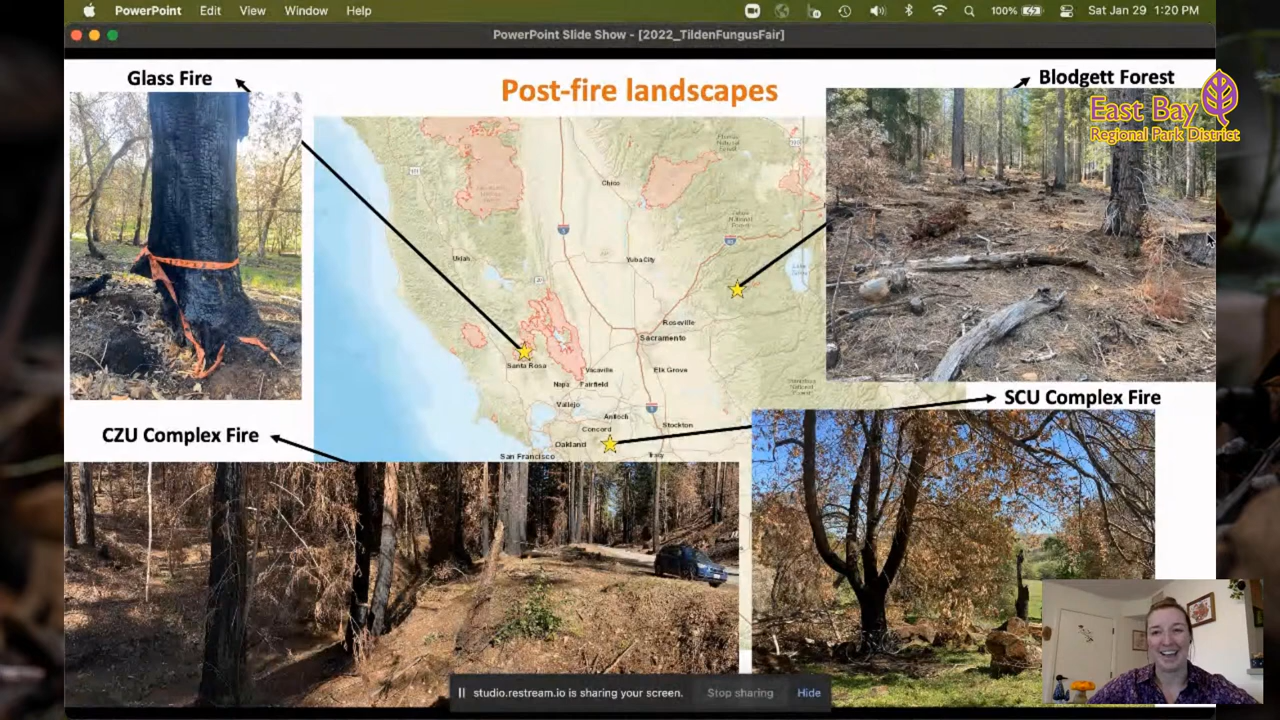 PowerPoint Edit View Window Help
100% Sat Jan 29 1:20 PM
PowerPoint Slide Show - [2022_TildenFungusFair]
Glass Fire
Post-fire landscapes
Blodgett Forest
East Bay
Regional Park District
101
Chico
Ukiah
Yuba City
Roseville
Sacramento
Santa Rosa
Vacaville
Elk Grove
Napa Fairfield
Vallejo
Antioch
Concord
Stockton
Oakland
Tracy
San Francisco
SCU Complex Fire
CZU Complex Fire
studio.restream.io is sharing your screen. Stop sharing Hide